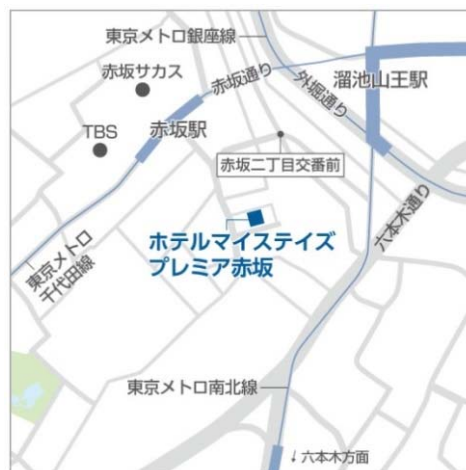 東京メトロ銀座線
赤坂サカス
赤坂通り
外堀通り
溜池山王駅
TBS
赤坂駅
赤坂二丁目交番前
六本木通り
ホテルマイステイズ
プレミア赤坂
東京メトロ
千代田線
東京メトロ南北線
↓六本木方面